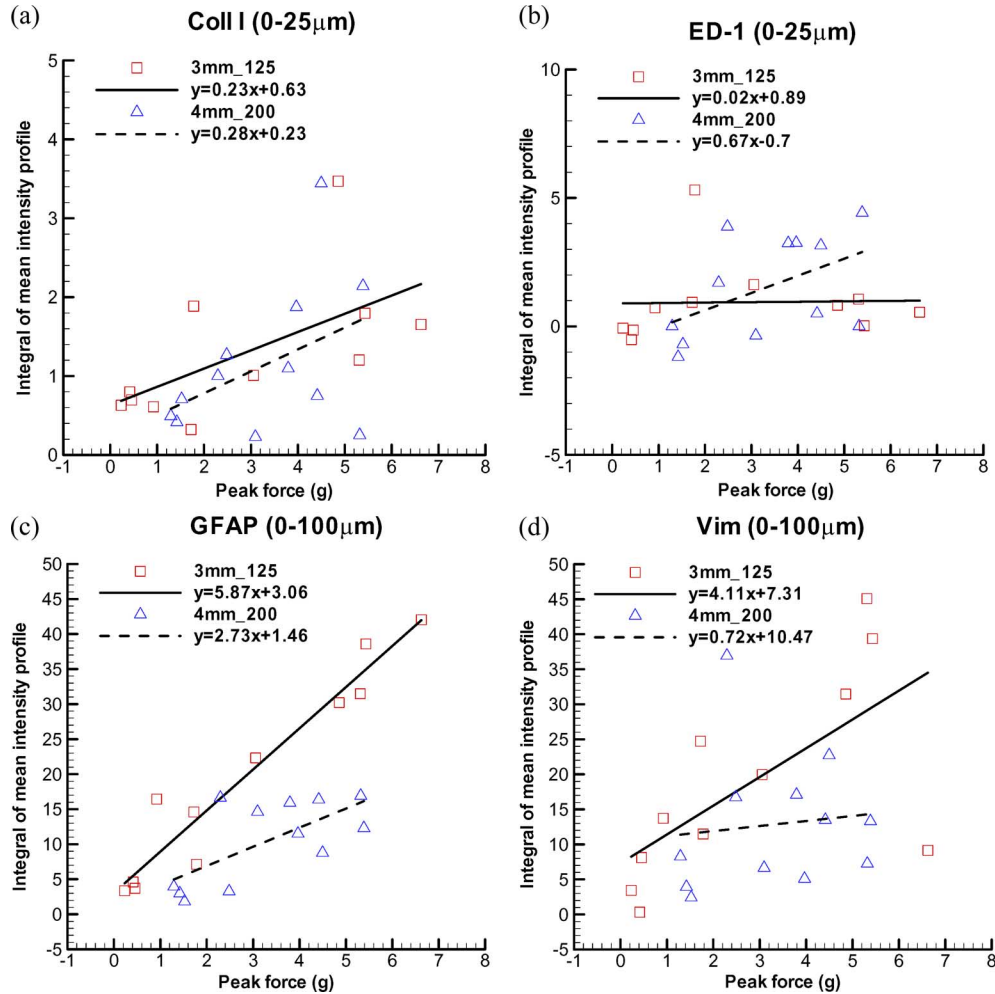 (a)
Coll I (0-25μm)
5
4
3
2
1
0
-1 0 1 2 3 4 5 6 7 8
Integral of mean intensity profile
Peak force (g)
3mm_125
y=0.23x+0.63
4mm_200
y=0.28x+0.23
(b)
ED-1 (0-25μm)
10
5
0
-5
-1 0 1 2 3 4 5 6 7 8
Integral of mean intensity profile
Peak force (g)
3mm_125
y=0.02x+0.89
4mm_200
y=0.67x-0.7
(c)
GFAP (0-100μm)
50
45
40
35
30
25
20
15
10
5
0
-5
-1 0 1 2 3 4 5 6 7 8
Integral of mean intensity profile
Peak force (g)
3mm_125
y=5.87x+3.06
4mm_200
y=2.73x+1.46
(d)
Vim (0-100μm)
50
45
40
35
30
25
20
15
10
5
0
-5
-1 0 1 2 3 4 5 6 7 8
Integral of mean intensity profile
Peak force (g)
3mm_125
y=4.11x+7.31
4mm_200
y=0.72x+10.47